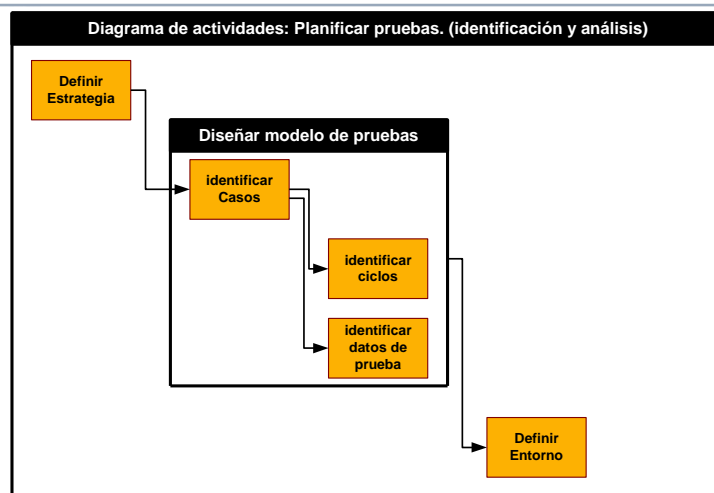 Diagrama de actividades: Planificar pruebas. (identificación y análisis)
Definir
Estrategia
Diseñar modelo de pruebas
identificar
Casos
identificar
ciclos
identificar
datos de
prueba
Definir
Entorno